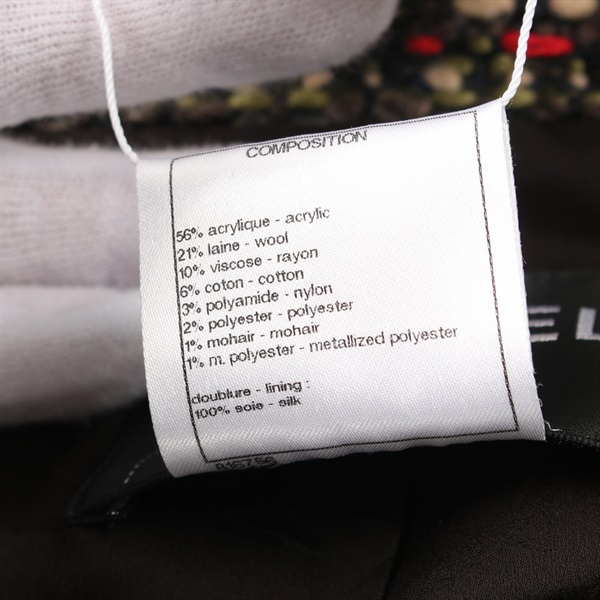 COMPOSITION
56% acrylique - acrylic
21% laine - wool
10% viscose - rayon
6% coton - cotton
3% polyamide - nylon
2% polyester - polyester
1% mohair - mohair
1% m. polyester - metallized polyester
doublure - lining :
100% soie - silk
EL